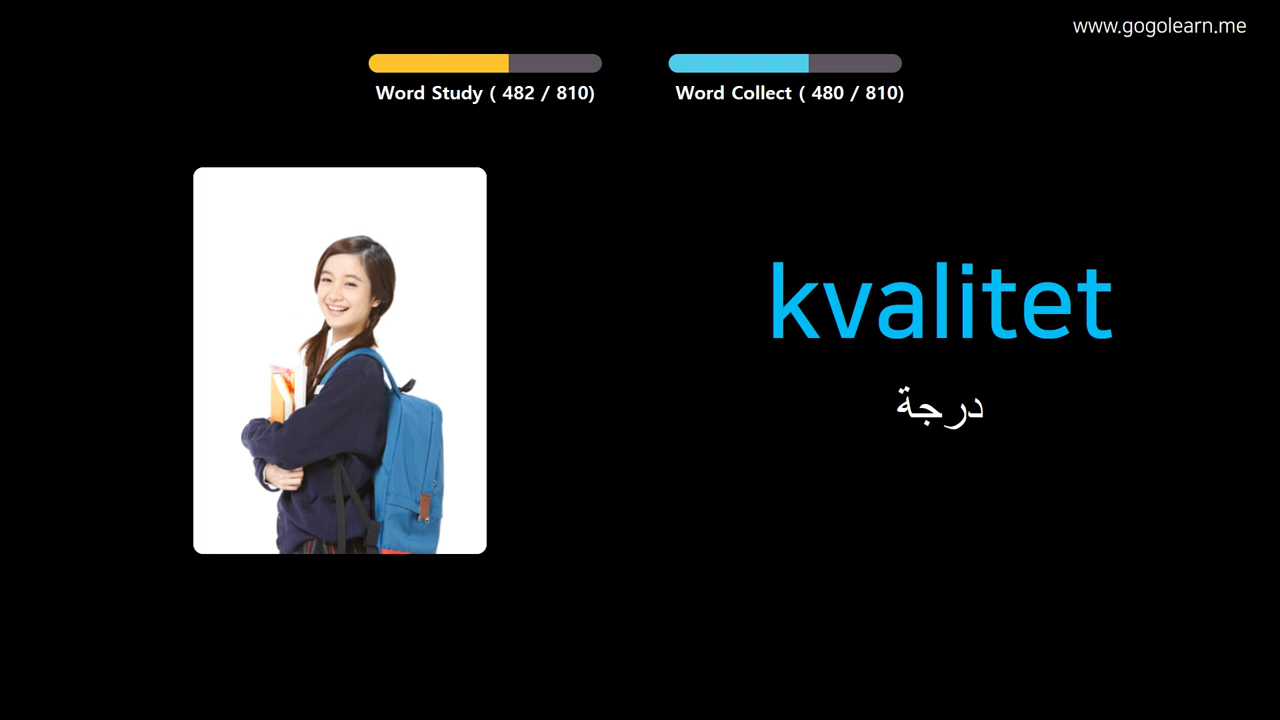 www.gogolearn.me
Word Study ( 482 / 810)
Word Collect ( 480 / 810)
kvalitet
درجة